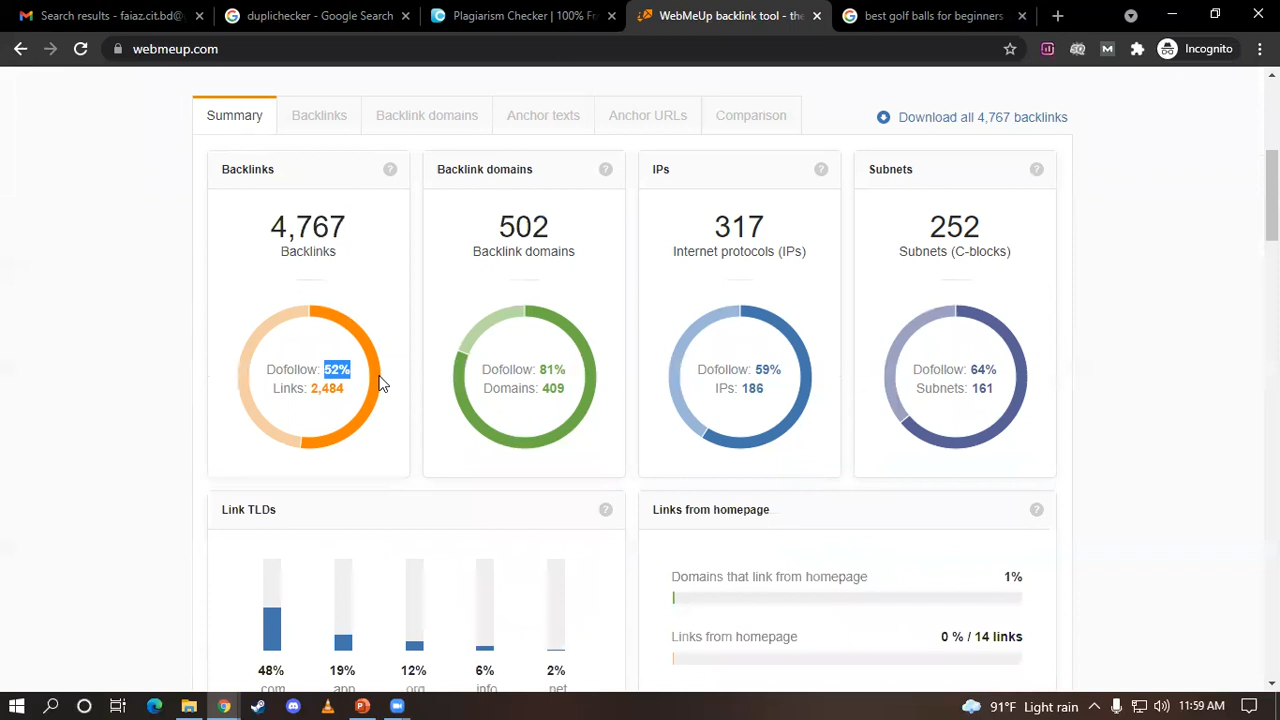 Search results - faiaz.cit.bd@g
duplichecker - Google Search
Plagiarism Checker | 100% Fr
WebMeUp backlink tool - the
best golf balls for beginners
webmeup.com
Incognito
Summary
Backlinks
Backlink domains
Anchor texts
Anchor URLs
Comparison
Download all 4,767 backlinks
Backlinks ?
Backlink domains ?
IPs ?
Subnets ?
4,767
Backlinks
502
Backlink domains
317
Internet protocols (IPs)
252
Subnets (C-blocks)
Dofollow: 52%
Links: 2,484
Dofollow: 81%
Domains: 409
Dofollow: 59%
IPs: 186
Dofollow: 64%
Subnets: 161
Link TLDs ?
Links from homepage ?
Domains that link from homepage 1%
Links from homepage 0 % / 14 links
48% 19% 12% 6% 2%
com app org info net
91°F Light rain
11:59 AM